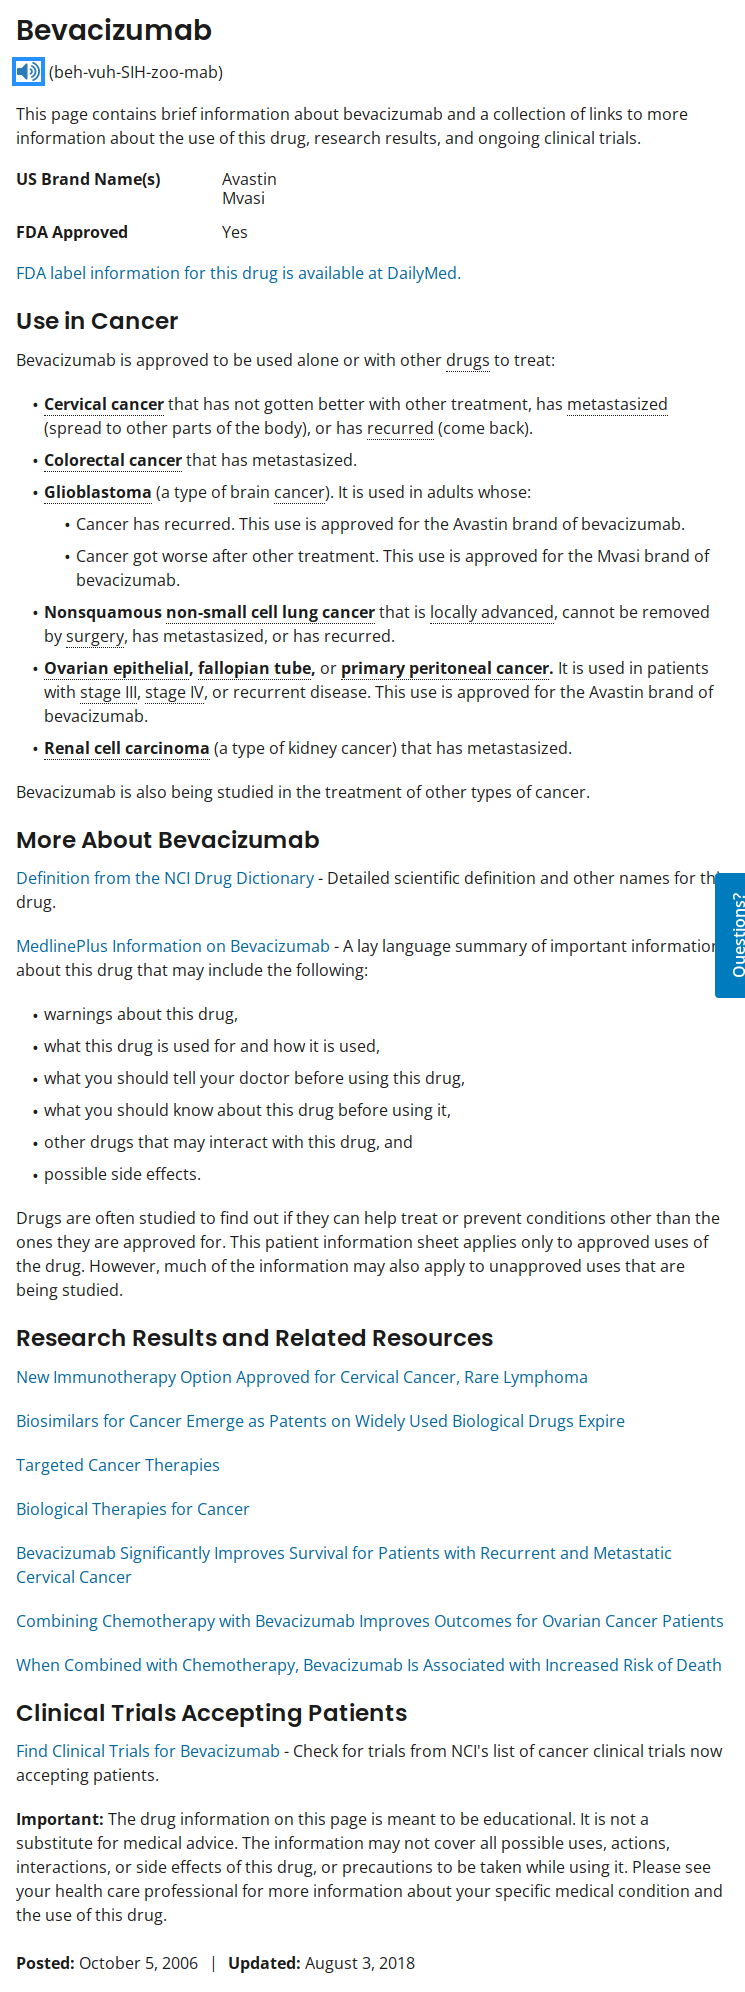 Bevacizumab
(beh-vuh-SIH-zoo-mab)
This page contains brief information about bevacizumab and a collection of links to more
information about the use of this drug, research results, and ongoing clinical trials.
US Brand Name(s) Avastin
Mvasi
FDA Approved Yes
FDA label information for this drug is available at DailyMed.
Use in Cancer
Bevacizumab is approved to be used alone or with other drugs to treat:
• Cervical cancer that has not gotten better with other treatment, has metastasized
(spread to other parts of the body), or has recurred (come back).
• Colorectal cancer that has metastasized.
• Glioblastoma (a type of brain cancer). It is used in adults whose:
• Cancer has recurred. This use is approved for the Avastin brand of bevacizumab.
• Cancer got worse after other treatment. This use is approved for the Mvasi brand of
bevacizumab.
• Nonsquamous non-small cell lung cancer that is locally advanced, cannot be removed
by surgery, has metastasized, or has recurred.
• Ovarian epithelial, fallopian tube, or primary peritoneal cancer. It is used in patients
with stage III, stage IV, or recurrent disease. This use is approved for the Avastin brand of
bevacizumab.
• Renal cell carcinoma (a type of kidney cancer) that has metastasized.
Bevacizumab is also being studied in the treatment of other types of cancer.
More About Bevacizumab
Definition from the NCI Drug Dictionary - Detailed scientific definition and other names for
drug.
Questions?
MedlinePlus Information on Bevacizumab - A lay language summary of important information
about this drug that may include the following:
• warnings about this drug,
• what this drug is used for and how it is used,
• what you should tell your doctor before using this drug,
• what you should know about this drug before using it,
• other drugs that may interact with this drug, and
• possible side effects.
Drugs are often studied to find out if they can help treat or prevent conditions other than the
ones they are approved for. This patient information sheet applies only to approved uses of
the drug. However, much of the information may also apply to unapproved uses that are
being studied.
Research Results and Related Resources
New Immunotherapy Option Approved for Cervical Cancer, Rare Lymphoma
Biosimilars for Cancer Emerge as Patents on Widely Used Biological Drugs Expire
Targeted Cancer Therapies
Biological Therapies for Cancer
Bevacizumab Significantly Improves Survival for Patients with Recurrent and Metastatic
Cervical Cancer
Combining Chemotherapy with Bevacizumab Improves Outcomes for Ovarian Cancer Patients
When Combined with Chemotherapy, Bevacizumab Is Associated with Increased Risk of Death
Clinical Trials Accepting Patients
Find Clinical Trials for Bevacizumab - Check for trials from NCI's list of cancer clinical trials now
accepting patients.
Important: The drug information on this page is meant to be educational. It is not a
substitute for medical advice. The information may not cover all possible uses, actions,
interactions, or side effects of this drug, or precautions to be taken while using it. Please see
your health care professional for more information about your specific medical condition and
the use of this drug.
Posted: October 5, 2006 | Updated: August 3, 2018